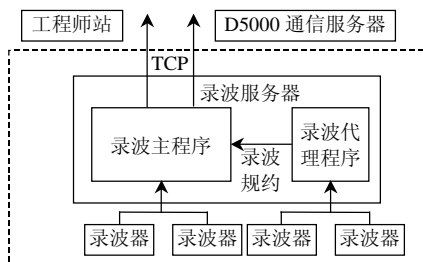 工程师站
D5000 通信服务器
TCP
录波服务器
录波主程序
录波
规约
录波代
理程序
录波器
录波器
录波器
录波器